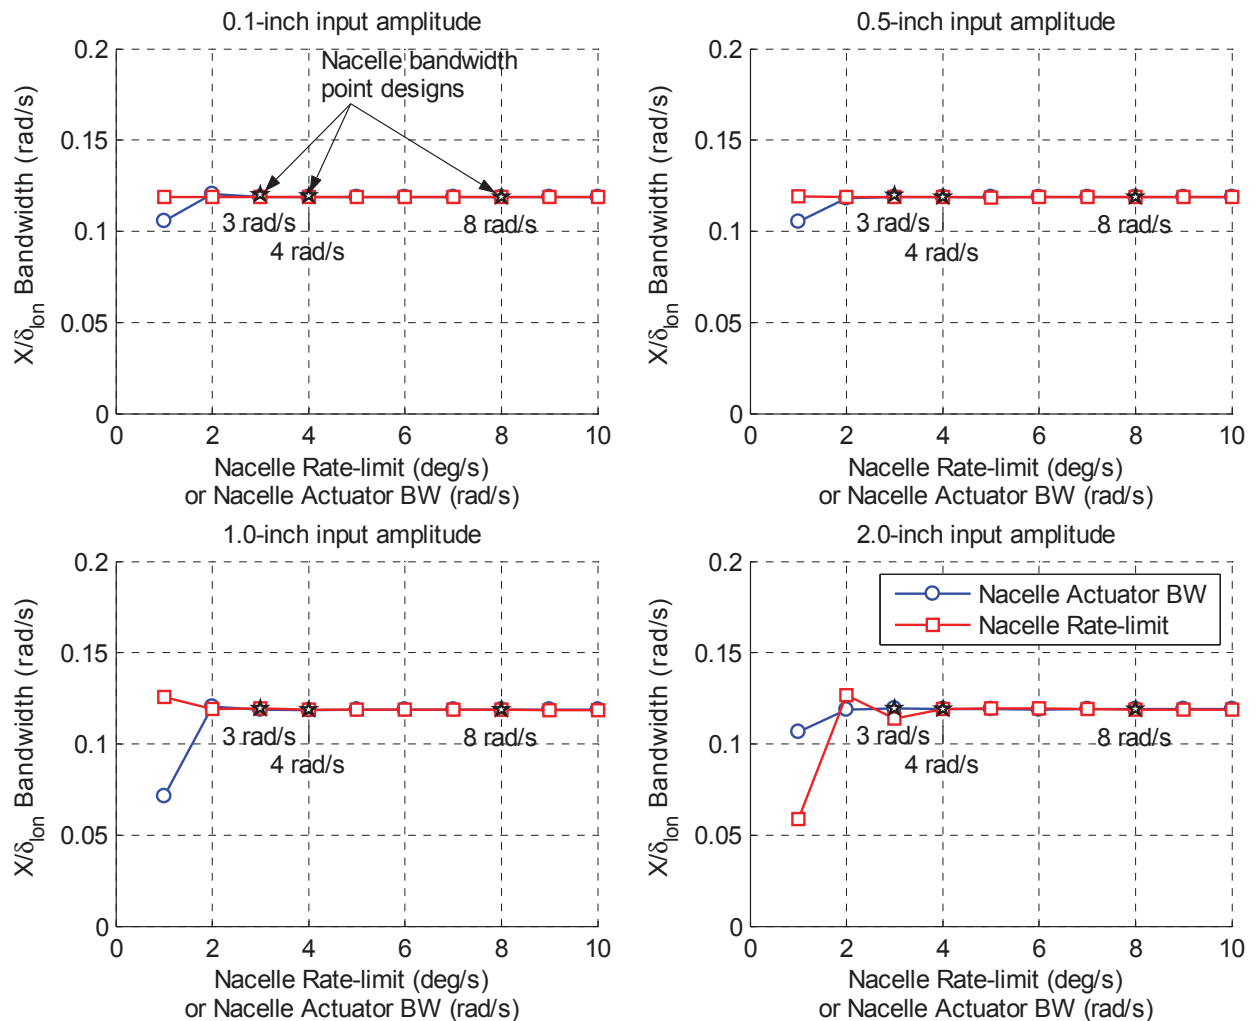 0.1-inch input amplitude
0.2
0.15
0.1
0.05
0
X/δlon Bandwidth (rad/s)
Nacelle bandwidth
point designs
3 rad/s
4 rad/s
8 rad/s
0 2 4 6 8 10
Nacelle Rate-limit (deg/s)
or Nacelle Actuator BW (rad/s)
0.5-inch input amplitude
0.2
0.15
0.1
0.05
0
X/δlon Bandwidth (rad/s)
3 rad/s
4 rad/s
8 rad/s
0 2 4 6 8 10
Nacelle Rate-limit (deg/s)
or Nacelle Actuator BW (rad/s)
1.0-inch input amplitude
0.2
0.15
0.1
0.05
0
X/δlon Bandwidth (rad/s)
3 rad/s
4 rad/s
8 rad/s
0 2 4 6 8 10
Nacelle Rate-limit (deg/s)
or Nacelle Actuator BW (rad/s)
2.0-inch input amplitude
0.2
0.15
0.1
0.05
0
X/δlon Bandwidth (rad/s)
Nacelle Actuator BW
Nacelle Rate-limit
3 rad/s
4 rad/s
8 rad/s
0 2 4 6 8 10
Nacelle Rate-limit (deg/s)
or Nacelle Actuator BW (rad/s)